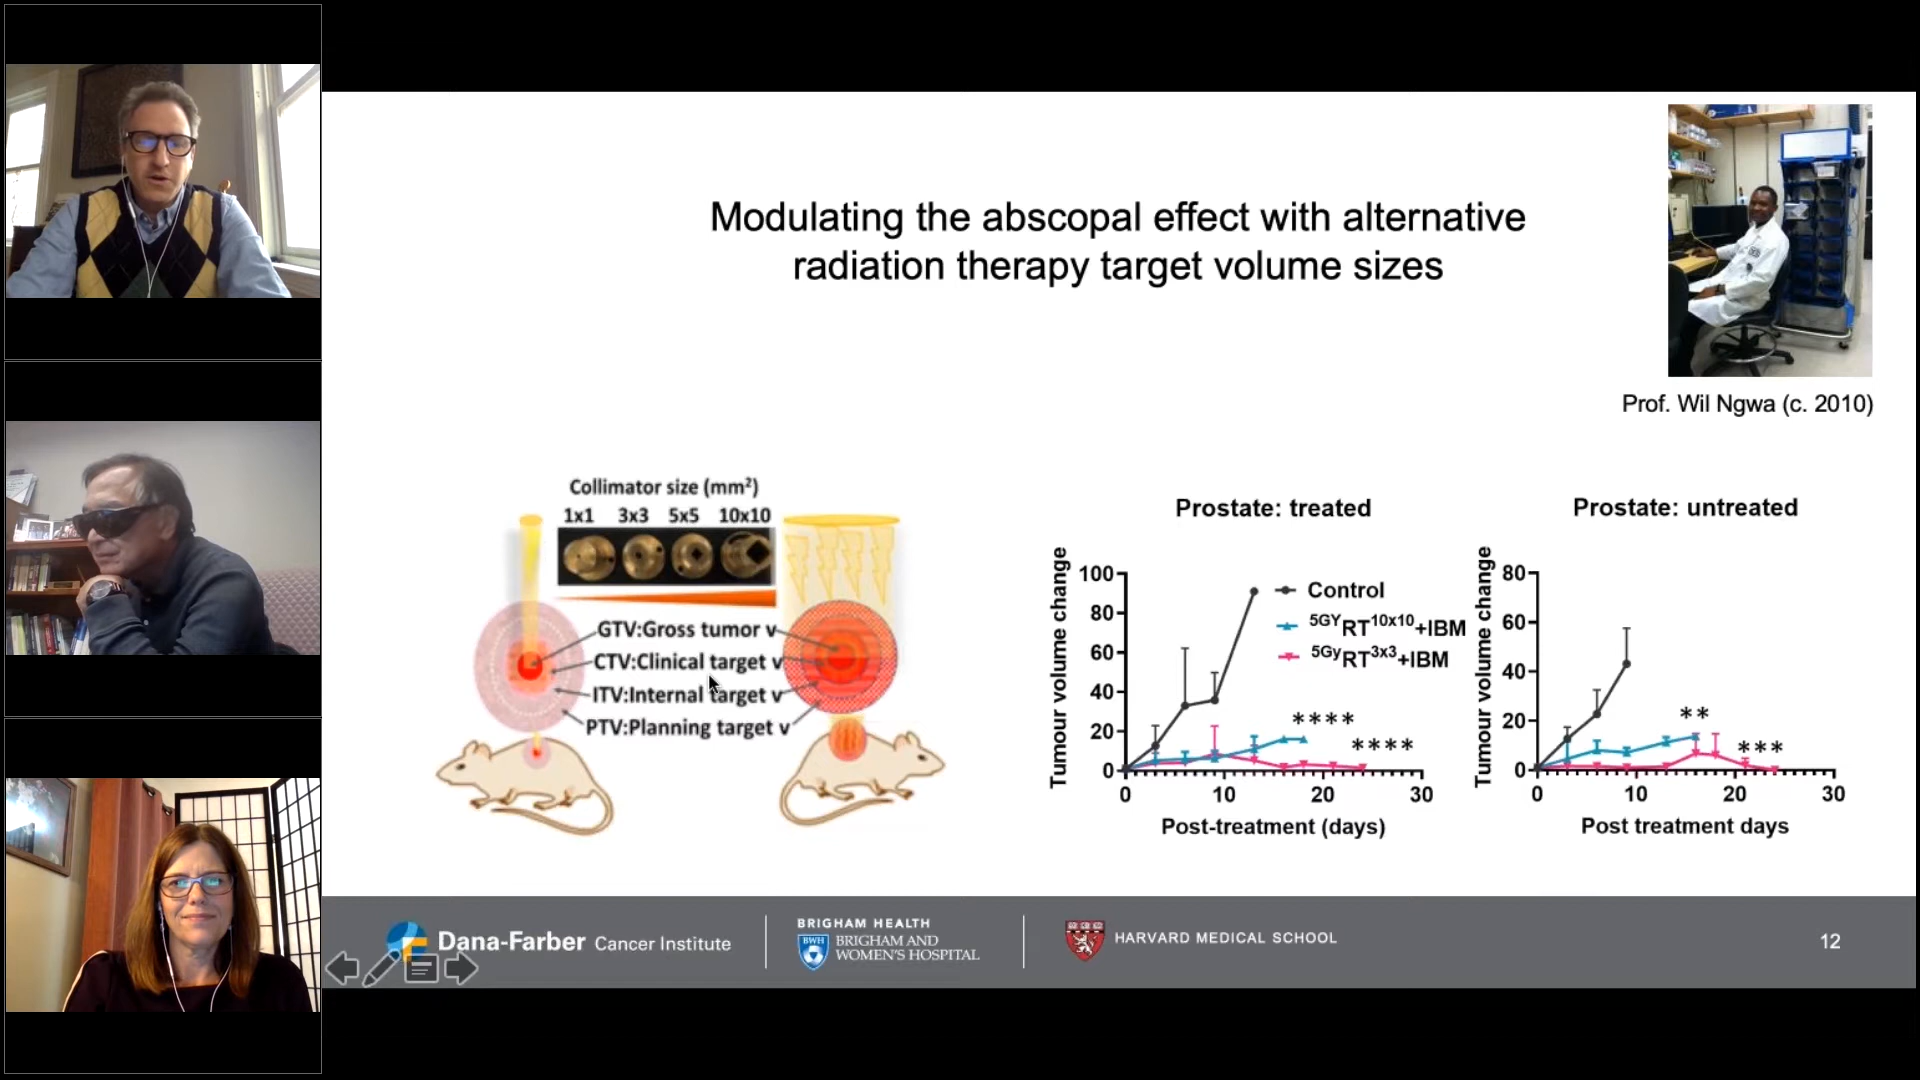 Modulating the abscopal effect with alternative
radiation therapy target volume sizes
Prof. Wil Ngwa (c. 2010)
Collimator size (mm²)
1x1 3x3 5x5 10x10
GTV:Gross tumor v
CTV:Clinical target v
ITV:Internal target v
PTV:Planning target v
Prostate: treated
Tumour volume change
100
80
60
40
20
0
0 10 20 30
Post-treatment (days)
Control
5GYRT10x10+IBM
5GyRT3x3+IBM
****
****
Prostate: untreated
Tumour volume change
80
60
40
20
0
0 10 20 30
Post treatment days
**
***
Dana-Farber Cancer Institute
BRIGHAM HEALTH
BWH
BRIGHAM AND
WOMEN'S HOSPITAL
HARVARD MEDICAL SCHOOL
12